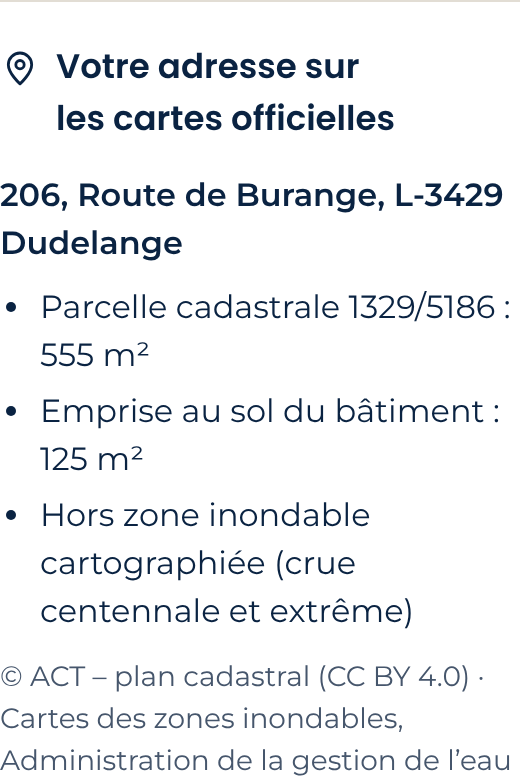 Votre adresse sur
les cartes officielles
206, Route de Burange, L-3429
Dudelange
• Parcelle cadastrale 1329/5186 :
555 m²
• Emprise au sol du bâtiment :
125 m²
• Hors zone inondable
cartographiée (crue
centennale et extrême)
© ACT – plan cadastral (CC BY 4.0) ·
Cartes des zones inondables,
Administration de la gestion de l’eau